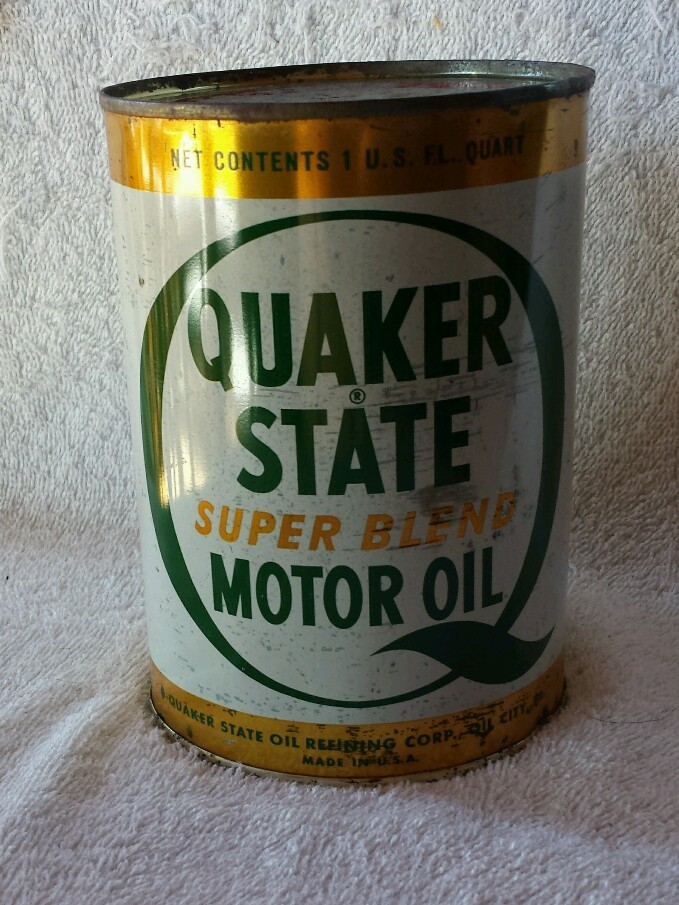 NET CONTENTS 1 U.S. FL. QUART
QUAKER
STATE
®
SUPER BLEND
MOTOR OIL
QUAKER STATE OIL REFINING CORP., OIL CITY, PA.
MADE IN U.S.A.